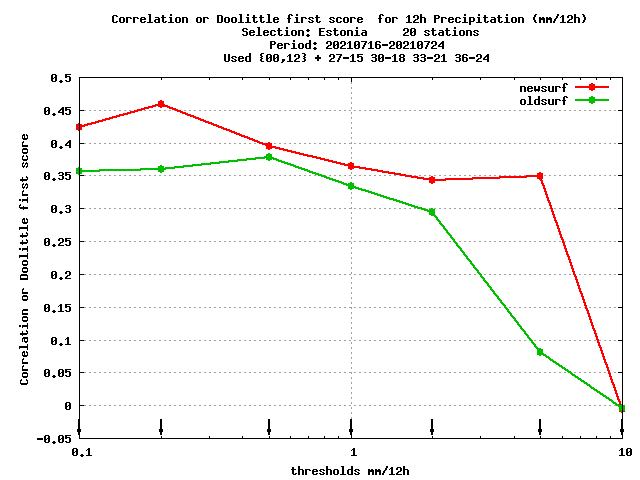 Correlation or Doolittle first score  for 12h Precipitation (mm/12h)
Selection: Estonia     20 stations
Period: 20210716-20210724
Used {00,12} + 27-15 30-18 33-21 36-24
newsurf
oldsurf
Correlation or Doolittle first score
0.5
0.45
0.4
0.35
0.3
0.25
0.2
0.15
0.1
0.05
0
-0.05
0.1
1
10
thresholds mm/12h